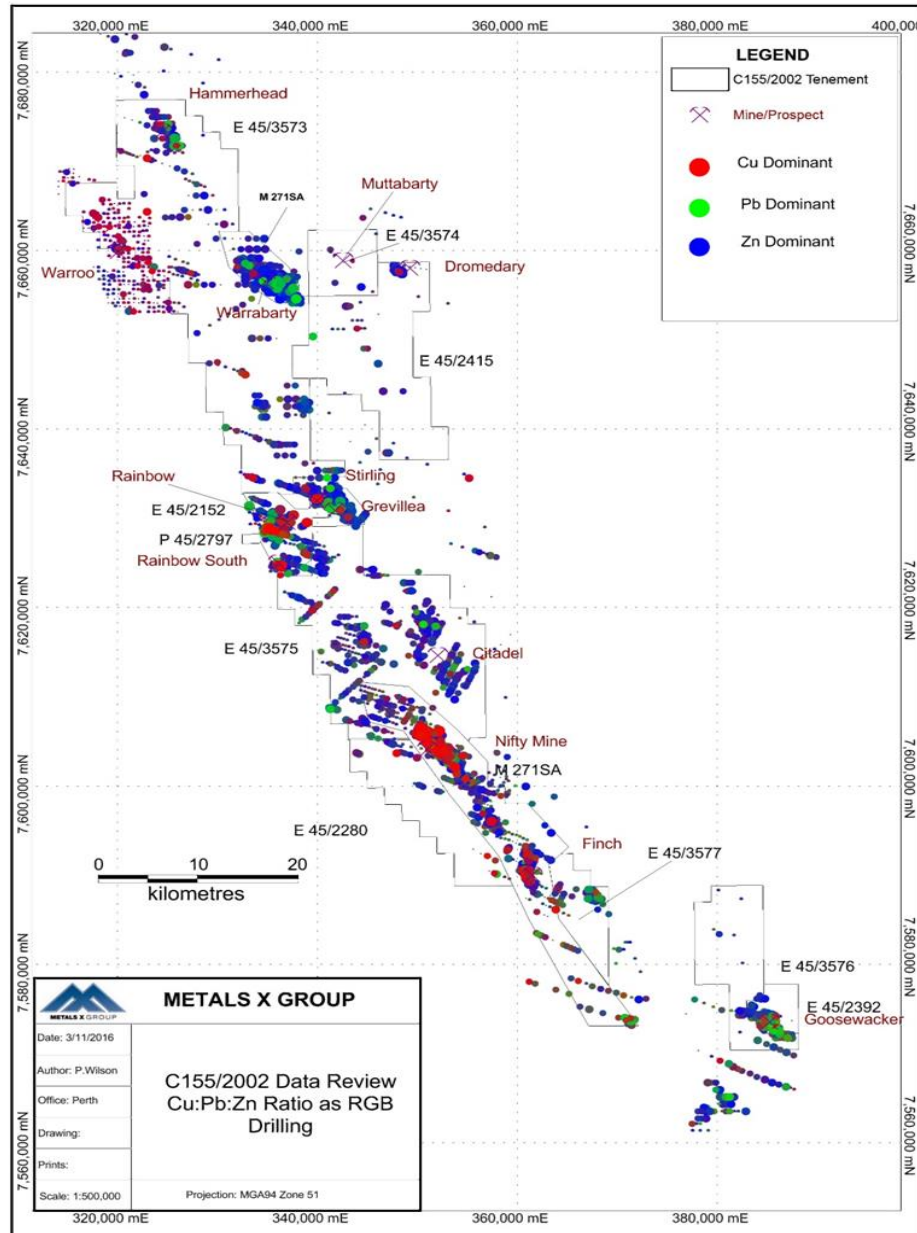 320,000 mE
340,000 mE
360,000 mE
380,000 mE
400,00
7,680,000 mN
7,660,000 mN
7,640,000 mN
7,620,000 mN
7,600,000 mN
7,580,000 mN
7,560,000 mN
LEGEND
C155/2002 Tenement
Mine/Prospect
Cu Dominant
Pb Dominant
Zn Dominant
Hammerhead
E 45/3573
M 271SA
Muttabarty
E 45/3574
Dromedary
Warroo
Warrabarty
E 45/2415
Rainbow
Stirling
Grevillea
E 45/2152
P 45/2797
Rainbow South
E 45/3575
Citadel
Nifty Mine
M 271SA
E 45/2280
Finch
E 45/3577
E 45/3576
E 45/2392
Goosewacker
0 10 20
kilometres
7,660,000 mN
7,640,000 mN
7,620,000 mN
7,600,000 mN
7,580,000 mN
7,560,000 mN
METALS X GROUP
METALS X GROUP
Date: 3/11/2016
Author: P.Wilson
Office: Perth
Drawing:
Prints:
Scale: 1:500,000
C155/2002 Data Review
Cu:Pb:Zn Ratio as RGB
Drilling
Projection: MGA94 Zone 51
320,000 mE
340,000 mE
360,000 mE
380,000 mE